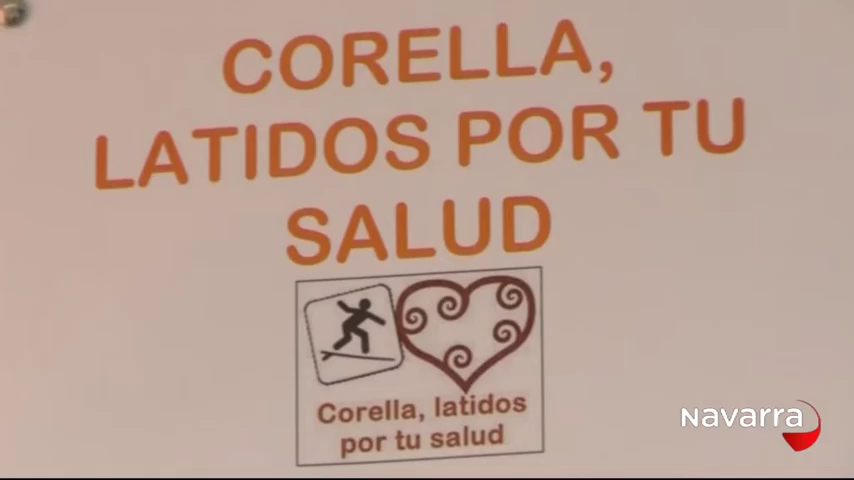 CORELLA,
LATIDOS POR TU
SALUD
Corella, latidos
por tu salud
Navarra